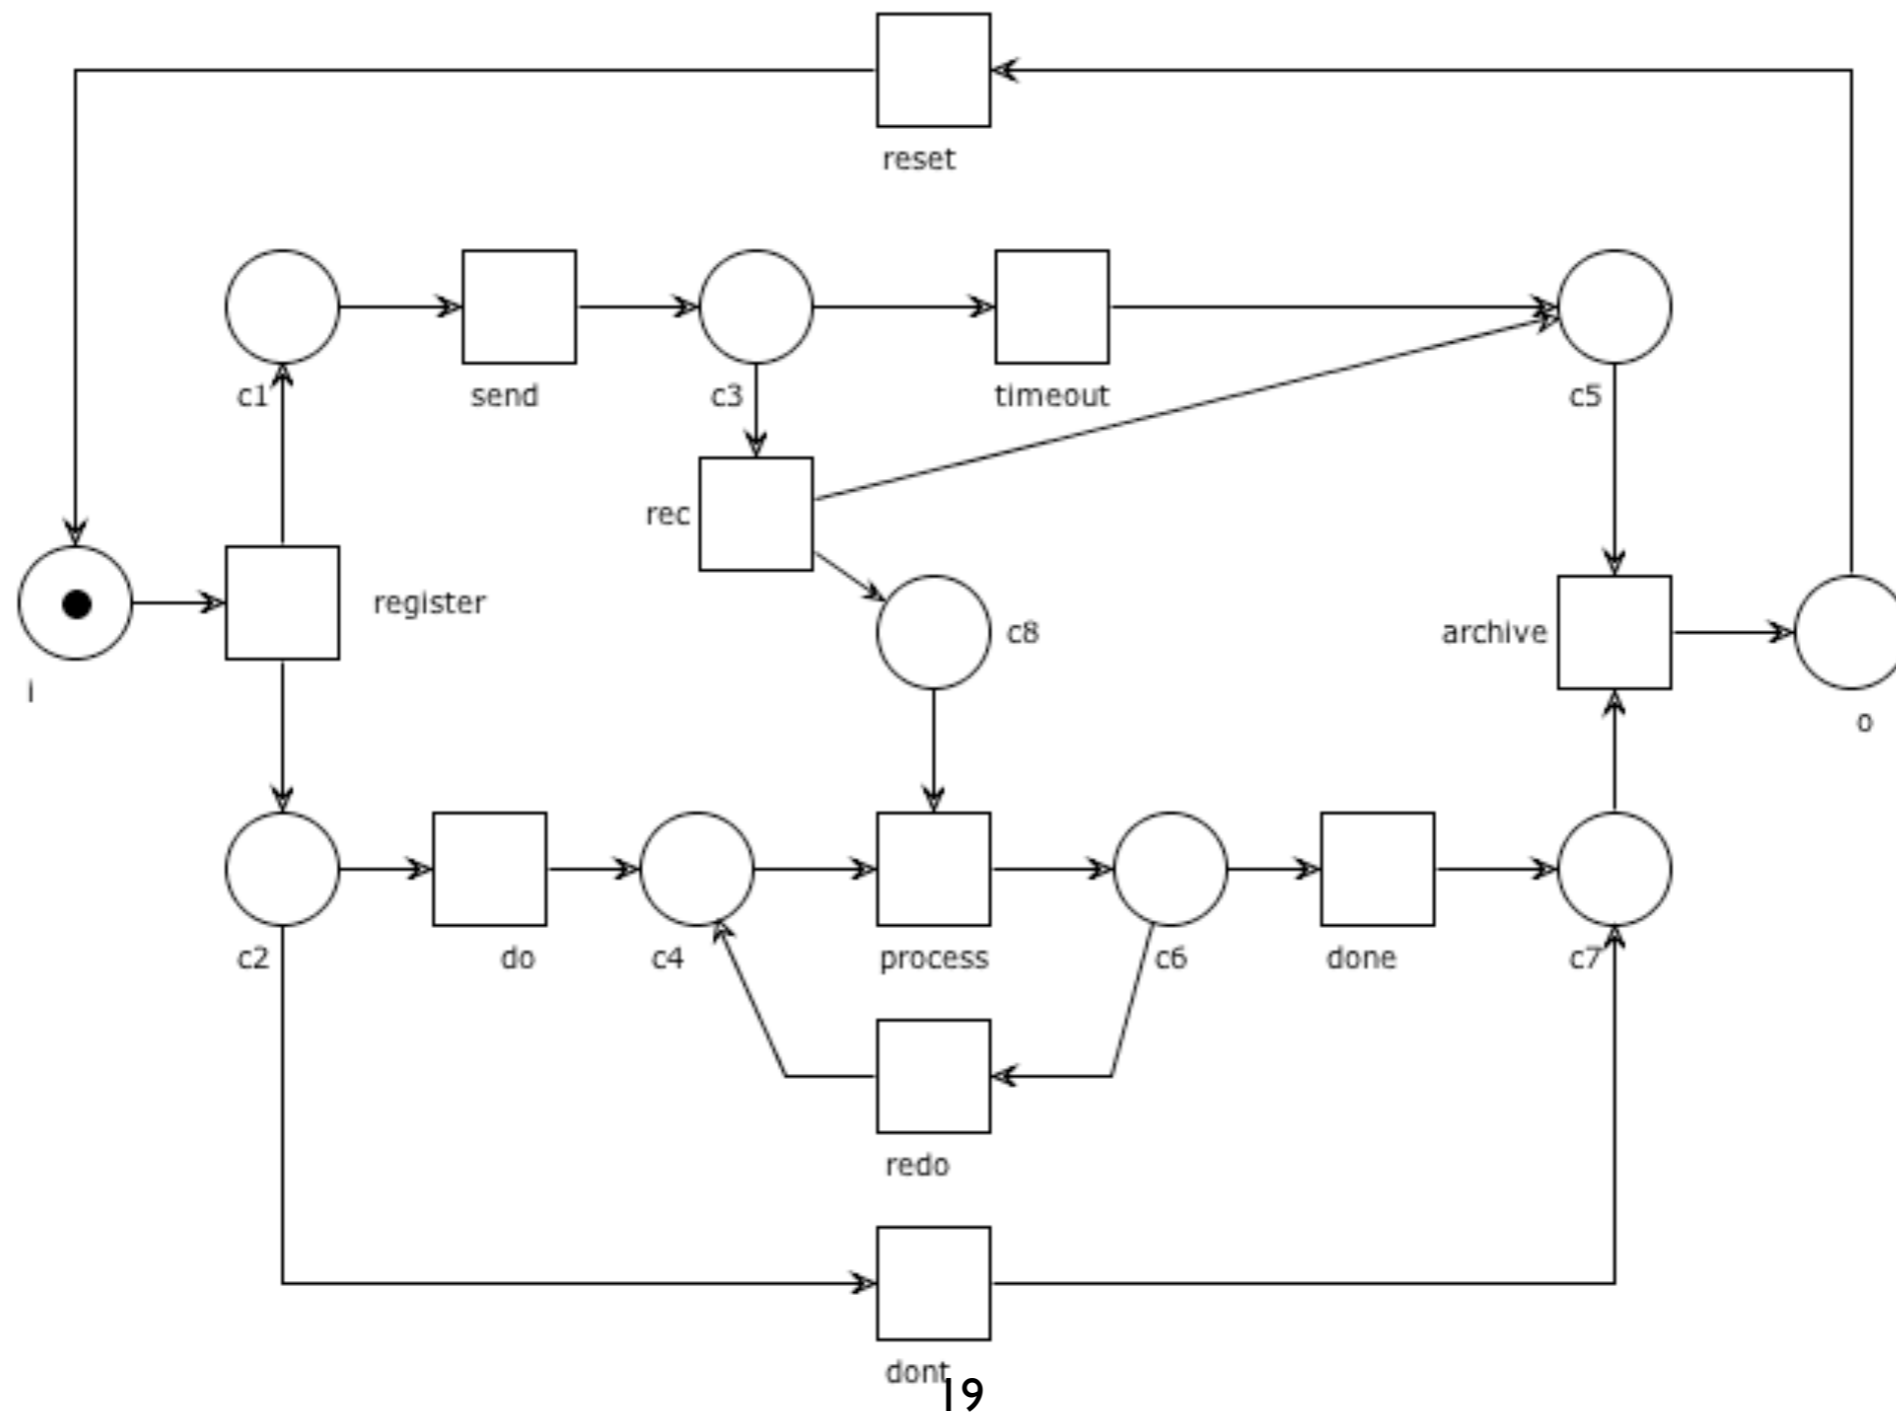 reset
c1
send
c3
timeout
c5
rec
register
c8
archive
i
o
c2
do
c4
process
c6
done
c7
redo
dont
19